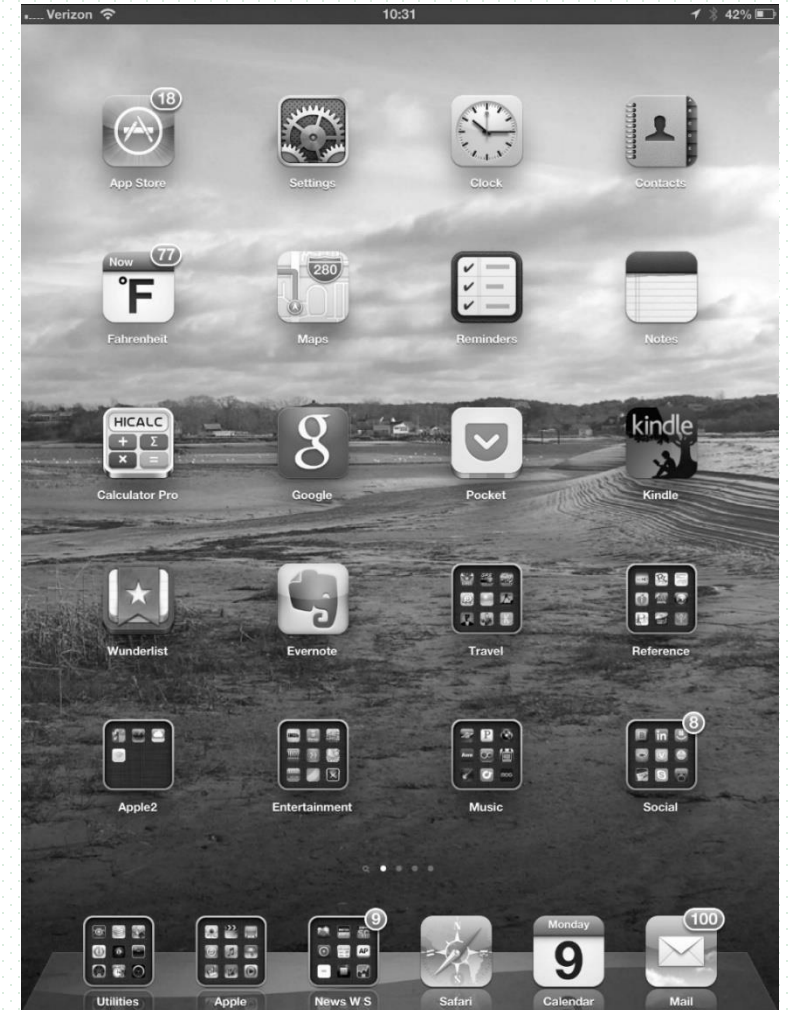 Verizon 10:31 42%
18
App Store Settings Clock Contacts
Now 77
°F 280
Fahrenheit Maps Reminders Notes
HICALC g kindle
Calculator Pro Google Pocket Kindle
Wunderlist Evernote Travel Reference
8
in
P
Apple2 Entertainment Music Social
9 Monday 100
N
AP 9
Utilities Apple News W S Safari Calendar Mail